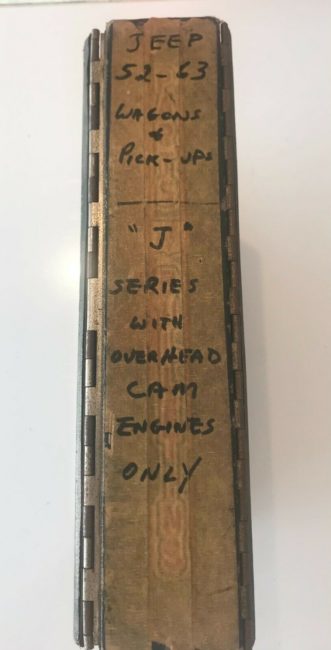 JEEP
52-63
WAGONS
&
PICK-UPS
"J"
SERIES
WITH
OVERHEAD
CAM
ENGINES
ONLY